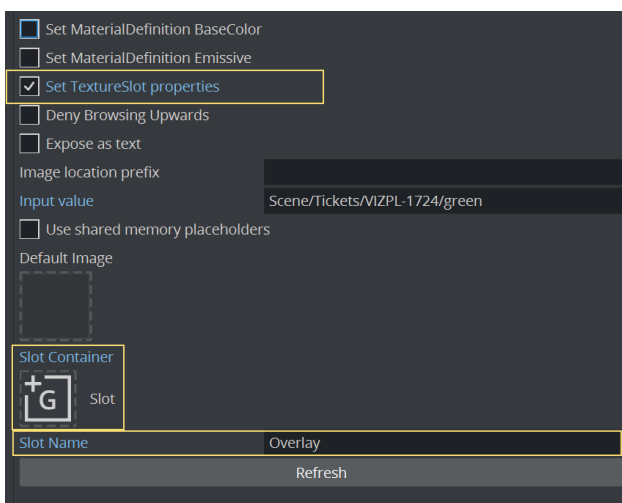 Set MaterialDefinition BaseColor
Set MaterialDefinition Emissive
Set TextureSlot properties
Deny Browsing Upwards
Expose as text
Image location prefix
Input value Scene/Tickets/VIZPL-1724/green
Use shared memory placeholders
Default Image
Slot Container
G Slot
Slot Name Overlay
Refresh